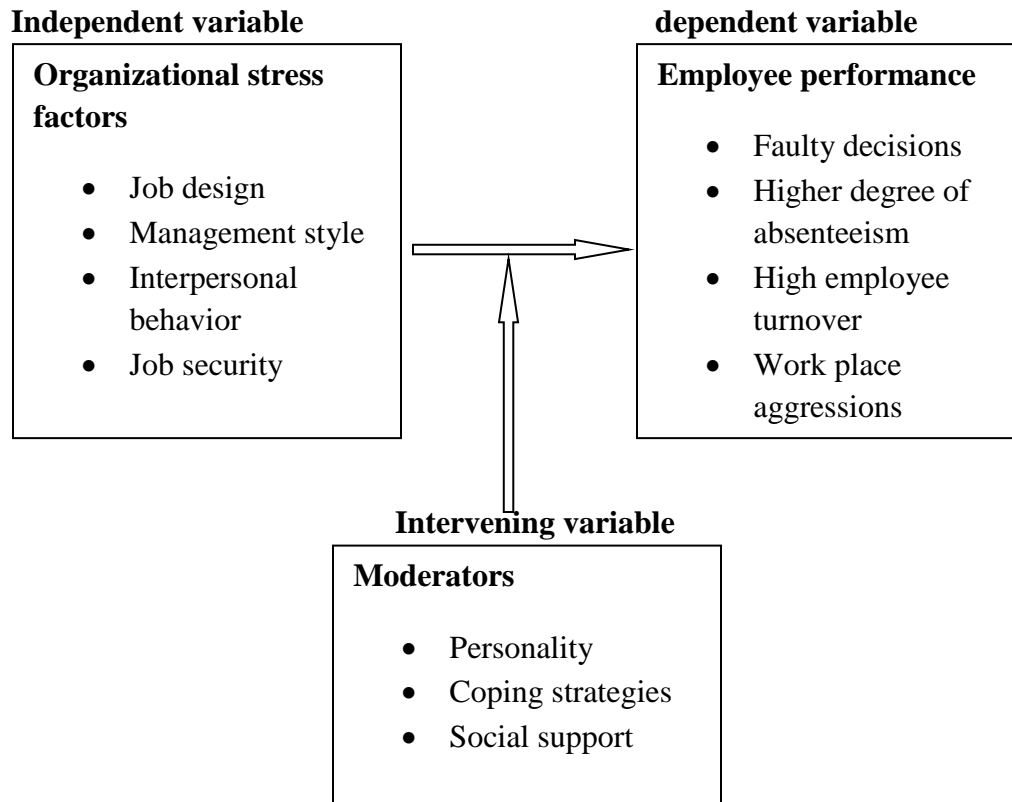 Independent variable
Organizational stress
factors
• Job design
• Management style
• Interpersonal
behavior
• Job security
dependent variable
Employee performance
• Faulty decisions
• Higher degree of
absenteeism
• High employee
turnover
• Work place
aggressions
Intervening variable
Moderators
• Personality
• Coping strategies
• Social support